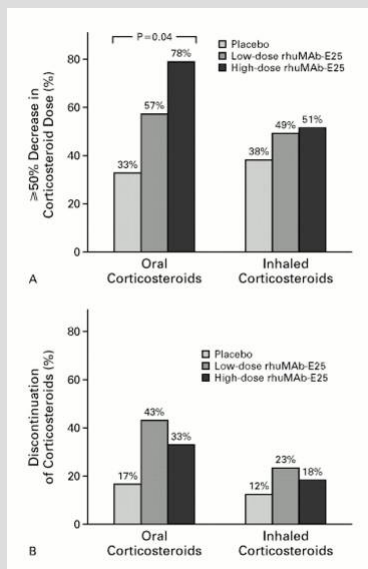 ≥50% Decrease in
Corticosteroid Dose (%)
80
60
40
20
0
P=0.04
Placebo
Low-dose rhuMAb-E25
High-dose rhuMAb-E25
33%
57%
78%
38%
49%
51%
Oral
Corticosteroids
Inhaled
Corticosteroids
A
Discontinuation
of Corticosteroids (%)
80
60
40
20
0
Placebo
Low-dose rhuMAb-E25
High-dose rhuMAb-E25
17%
43%
33%
12%
23%
18%
Oral
Corticosteroids
Inhaled
Corticosteroids
B